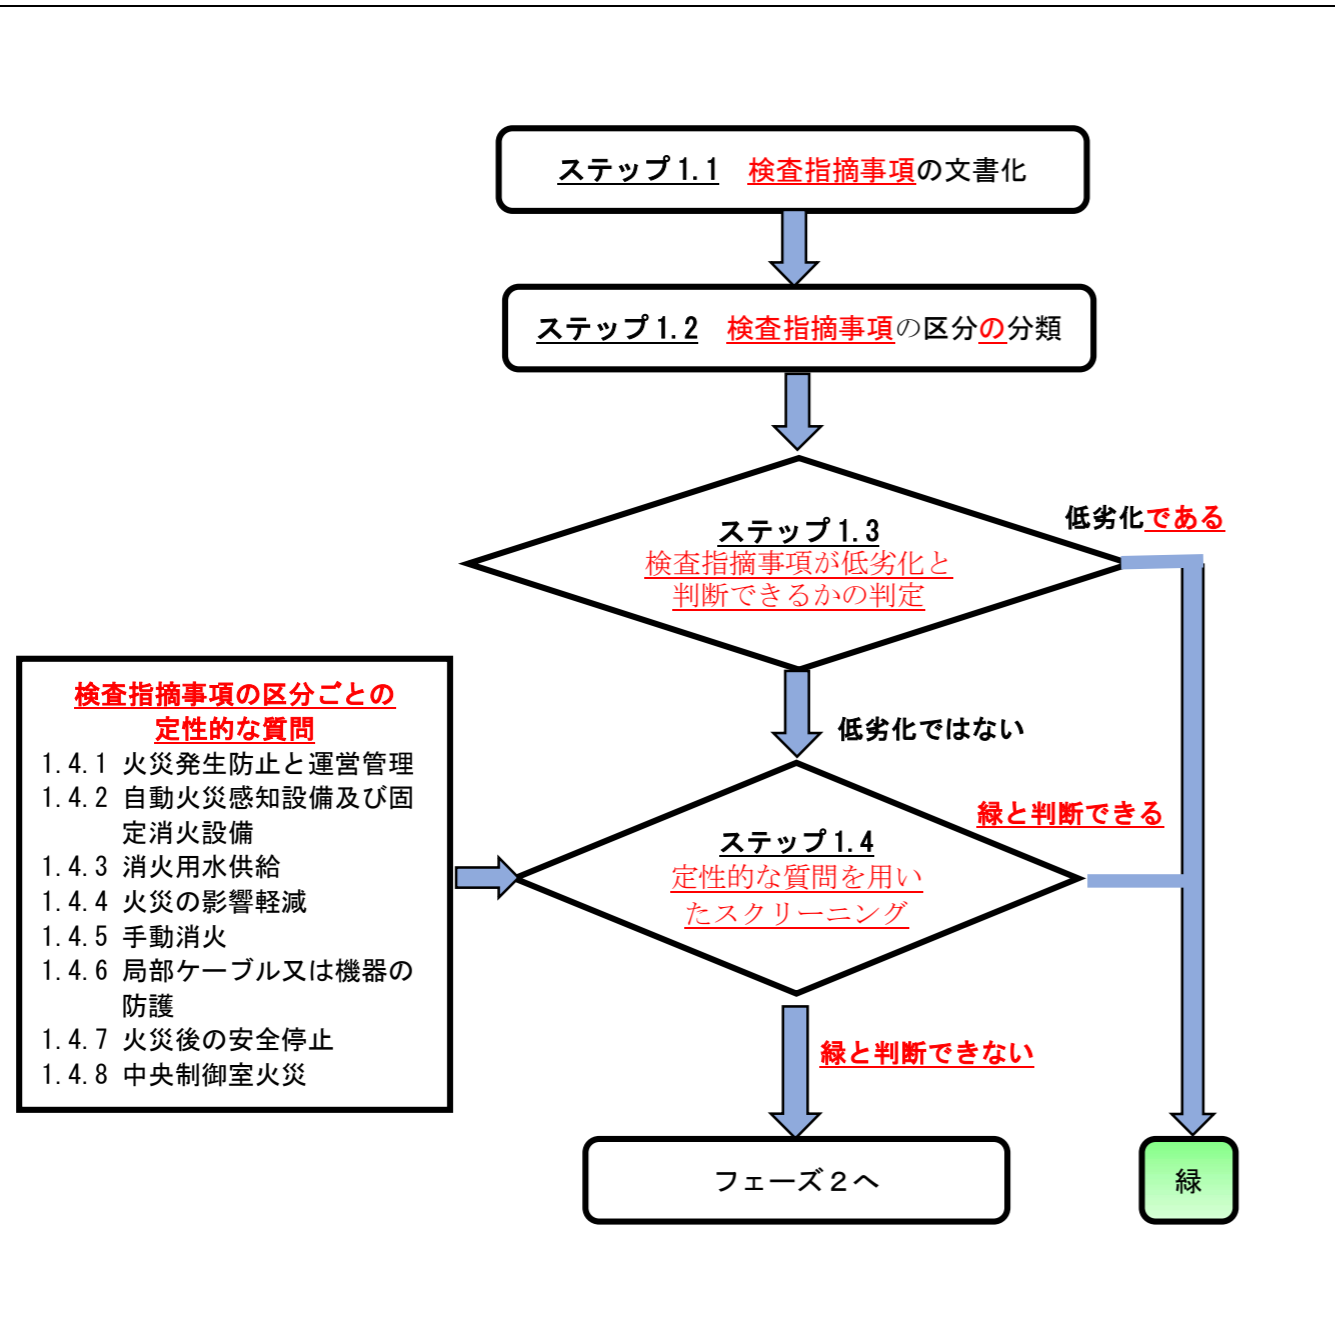 ステップ1.1 検査指摘事項の文書化
ステップ1.2 検査指摘事項の区分の分類
ステップ1.3
検査指摘事項が低劣化と
判断できるかの判定
低劣化である
低劣化ではない
検査指摘事項の区分ごとの
定性的な質問
1.4.1 火災発生防止と運営管理
1.4.2 自動火災感知設備及び固
定消火設備
1.4.3 消火用水供給
1.4.4 火災の影響軽減
1.4.5 手動消火
1.4.6 局部ケーブル又は機器の
防護
1.4.7 火災後の安全停止
1.4.8 中央制御室火災
ステップ1.4
定性的な質問を用い
たスクリーニング
緑と判断できる
緑と判断できない
フェーズ2へ
緑